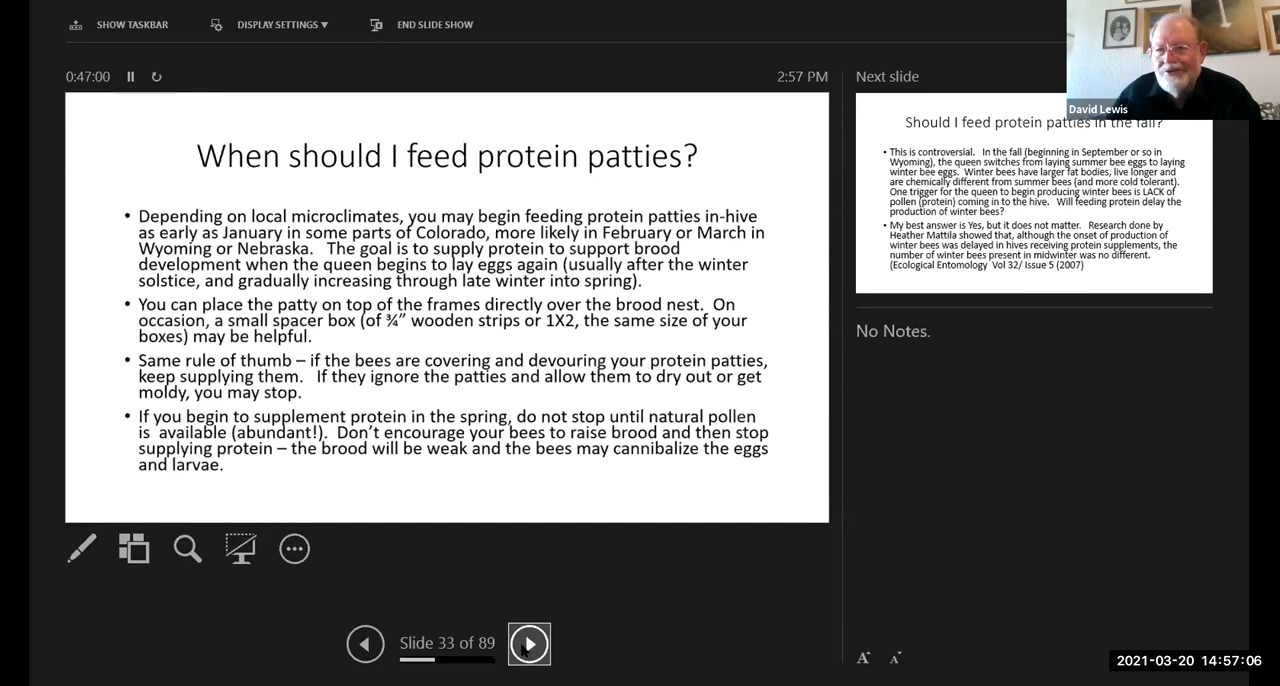 SHOW TASKBAR
DISPLAY SETTINGS ▼
END SLIDE SHOW
0:47:00
2:57 PM
Next slide
David Lewis
When should I feed protein patties?
• Depending on local microclimates, you may begin feeding protein patties in-hive
as early as January in some parts of Colorado, more likely in February or March in
Wyoming or Nebraska. The goal is to supply protein to support brood
development when the queen begins to lay eggs again (usually after the winter
solstice, and gradually increasing through late winter into spring).
• You can place the patty on top of the frames directly over the brood nest. On
occasion, a small spacer box (of ¾” wooden strips or 1X2, the same size of your
boxes) may be helpful.
• Same rule of thumb – if the bees are covering and devouring your protein patties,
keep supplying them. If they ignore the patties and allow them to dry out or get
moldy, you may stop.
• If you begin to supplement protein in the spring, do not stop until natural pollen
is available (abundant!). Don’t encourage your bees to raise brood and then stop
supplying protein – the brood will be weak and the bees may cannibalize the eggs
and larvae.
Should I feed protein patties in the fall?
• This is controversial. In the fall (beginning in September or so in
Wyoming), the queen switches from laying summer bee eggs to laying
winter bee eggs. Winter bees have larger fat bodies, live longer and
are chemically different from summer bees (and more cold tolerant).
One trigger for the queen to begin producing winter bees is LACK of
pollen (protein) coming in to the hive. Will feeding protein delay the
production of winter bees?
• My best answer is Yes, but it does not matter. Research done by
Heather Mattila showed that, although the onset of production of
winter bees was delayed in hives receiving protein supplements, the
number of winter bees present in midwinter was no different.
(Ecological Entomology Vol 32/ Issue 5 (2007)
No Notes.
Slide 33 of 89
A A
2021-03-20 14:57:06